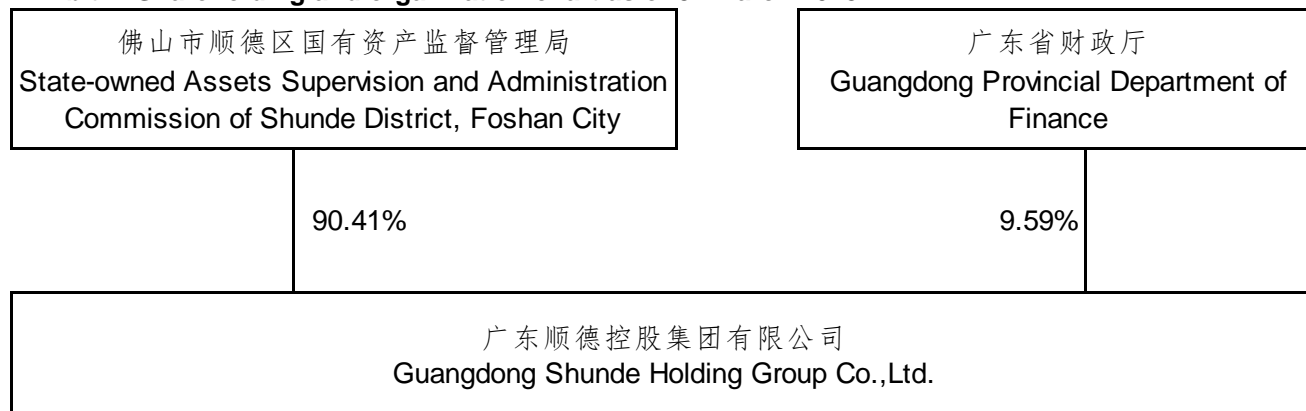 佛山市顺德区国有资产监督管理局
State-owned Assets Supervision and Administration
Commission of Shunde District, Foshan City
广东省财政厅
Guangdong Provincial Department of
Finance
90.41%
9.59%
广东顺德控股集团有限公司
Guangdong Shunde Holding Group Co.,Ltd.